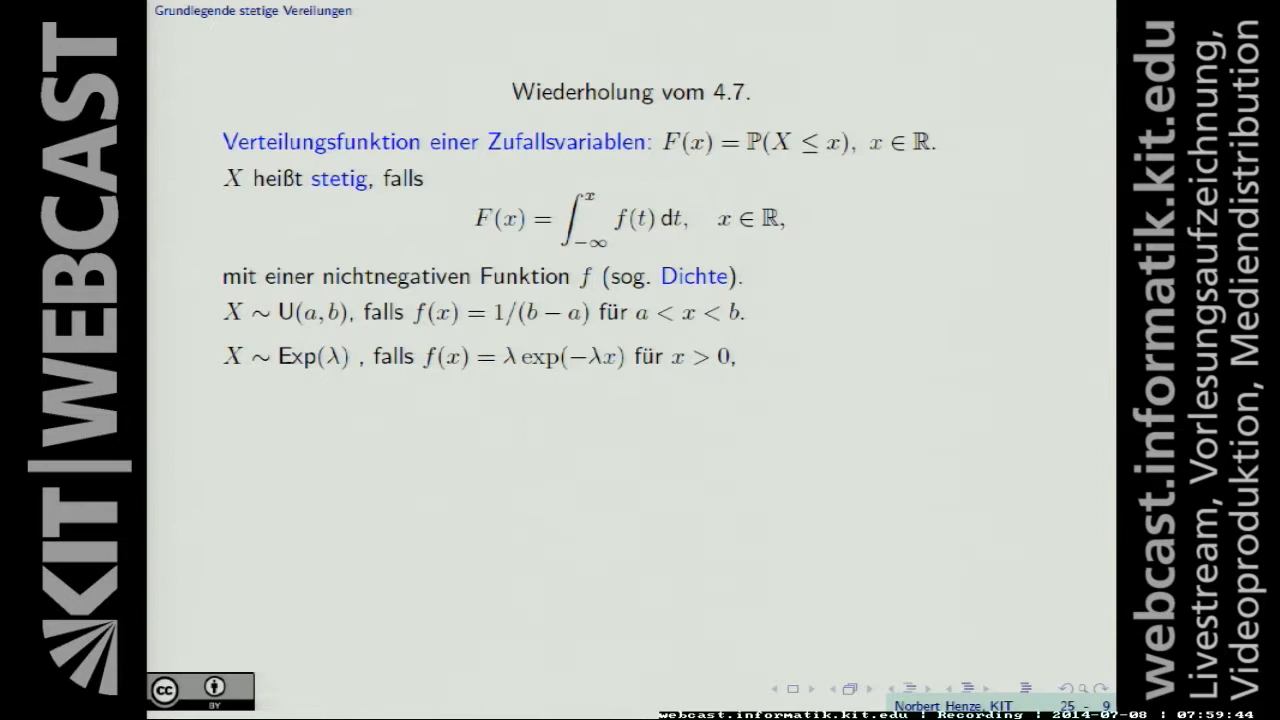 Grundlegende stetige Vereilungen
Wiederholung vom 4.7.
Verteilungsfunktion einer Zufallsvariablen: F(x) = ℙ(X ≤ x), x ∈ ℝ.
X heißt stetig, falls
F(x) = ∫_{−∞}^{x} f(t) dt, x ∈ ℝ,
mit einer nichtnegativen Funktion f (sog. Dichte).
X ∼ U(a, b), falls f(x) = 1/(b − a) für a < x < b.
X ∼ Exp(λ) , falls f(x) = λ exp(−λx) für x > 0,
Norbert Henze, KIT 25 - 9
webcast.informatik.kit.edu | Recording | 2014-07-08 | 07:59:44
cc BY
KIT|WEBCAST
webcast.informatik.kit.edu
Livestream, Vorlesungsaufzeichnung,
Videoproduktion, Mediendistribution